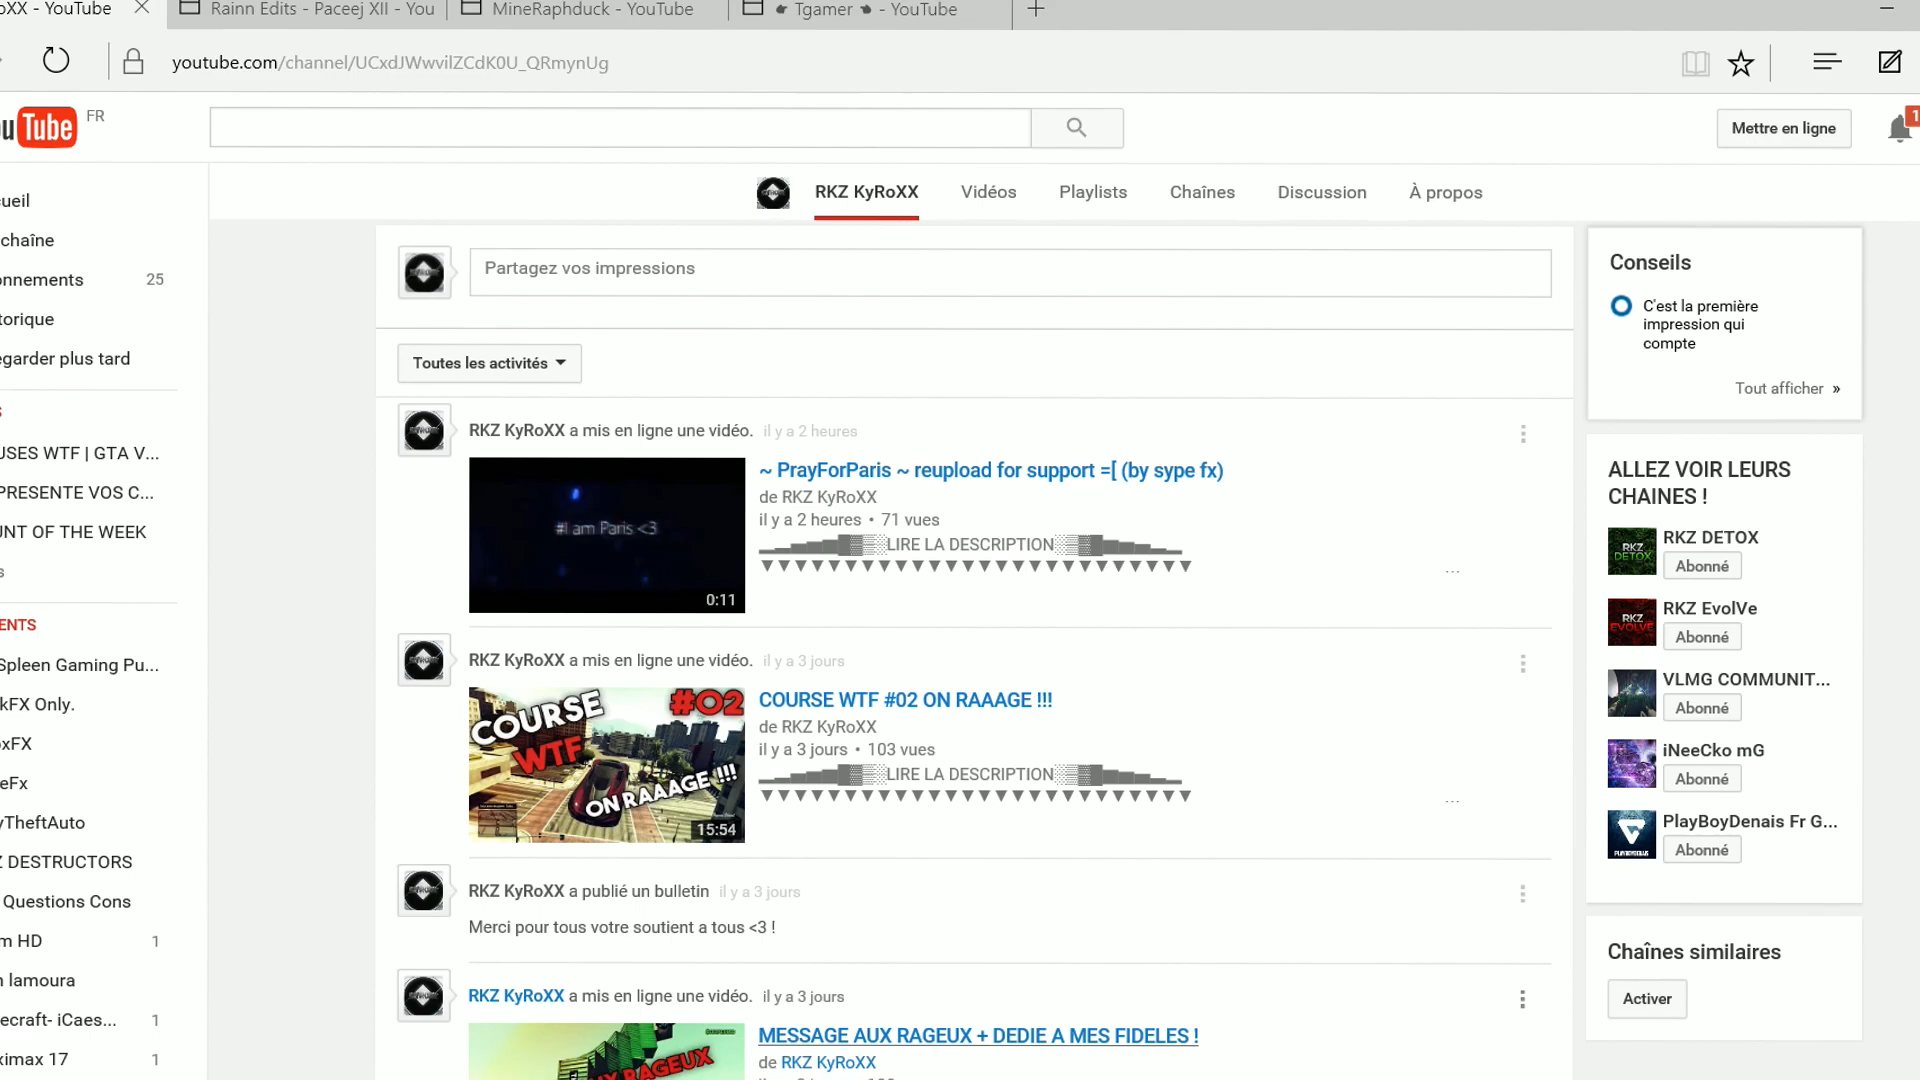 oXX - YouTube
Rainn Edits - Paceej XII - You
MineRaphduck - YouTube
Tgamer - YouTube
youtube.com/channel/UCxdJWwvilZCdK0U_QRmynUg
ouTube FR
Mettre en ligne
1
RKZ KyRoXX Vidéos Playlists Chaînes Discussion À propos
ueil
chaîne
onnements 25
torique
egarder plus tard
S
USES WTF | GTA V...
PRESENTE VOS C...
UNT OF THE WEEK
s
ENTS
Spleen Gaming Pu...
kFX Only.
oxFX
eFx
yTheftAuto
Z DESTRUCTORS
Questions Cons
m HD 1
n lamoura
ecraft- iCaes... 1
ximax 17 1
Partagez vos impressions
Toutes les activités
RKZ KyRoXX a mis en ligne une vidéo. il y a 2 heures
#I am Paris <3
0:11
~ PrayForParis ~ reupload for support =[ (by sype fx)
de RKZ KyRoXX
il y a 2 heures • 71 vues
▂▃▄▅▆▇█▓▒░LIRE LA DESCRIPTION░▒▓█▇▆▅▄▃▂
▼▼▼▼▼▼▼▼▼▼▼▼▼▼▼▼▼▼▼▼▼▼▼▼▼▼ ...
RKZ KyRoXX a mis en ligne une vidéo. il y a 3 jours
COURSE #02
WTF
ON RAAAGE !!!
15:54
COURSE WTF #02 ON RAAAGE !!!
de RKZ KyRoXX
il y a 3 jours • 103 vues
▂▃▄▅▆▇█▓▒░LIRE LA DESCRIPTION░▒▓█▇▆▅▄▃▂
▼▼▼▼▼▼▼▼▼▼▼▼▼▼▼▼▼▼▼▼▼▼▼▼▼▼ ...
RKZ KyRoXX a publié un bulletin il y a 3 jours
Merci pour tous votre soutient a tous <3 !
RKZ KyRoXX a mis en ligne une vidéo. il y a 3 jours
UX RAGEUX
MESSAGE AUX RAGEUX + DEDIE A MES FIDELES !
de RKZ KyRoXX
Conseils
C'est la première
impression qui
compte
Tout afficher »
ALLEZ VOIR LEURS
CHAINES !
RKZ DETOX
RKZ DETOX
Abonné
RKZ EVOLVE
RKZ EvolVe
Abonné
VLMG COMMUNIT...
Abonné
iNeeCko mG
Abonné
PlayBoyDenais Fr G...
Abonné
Chaînes similaires
Activer